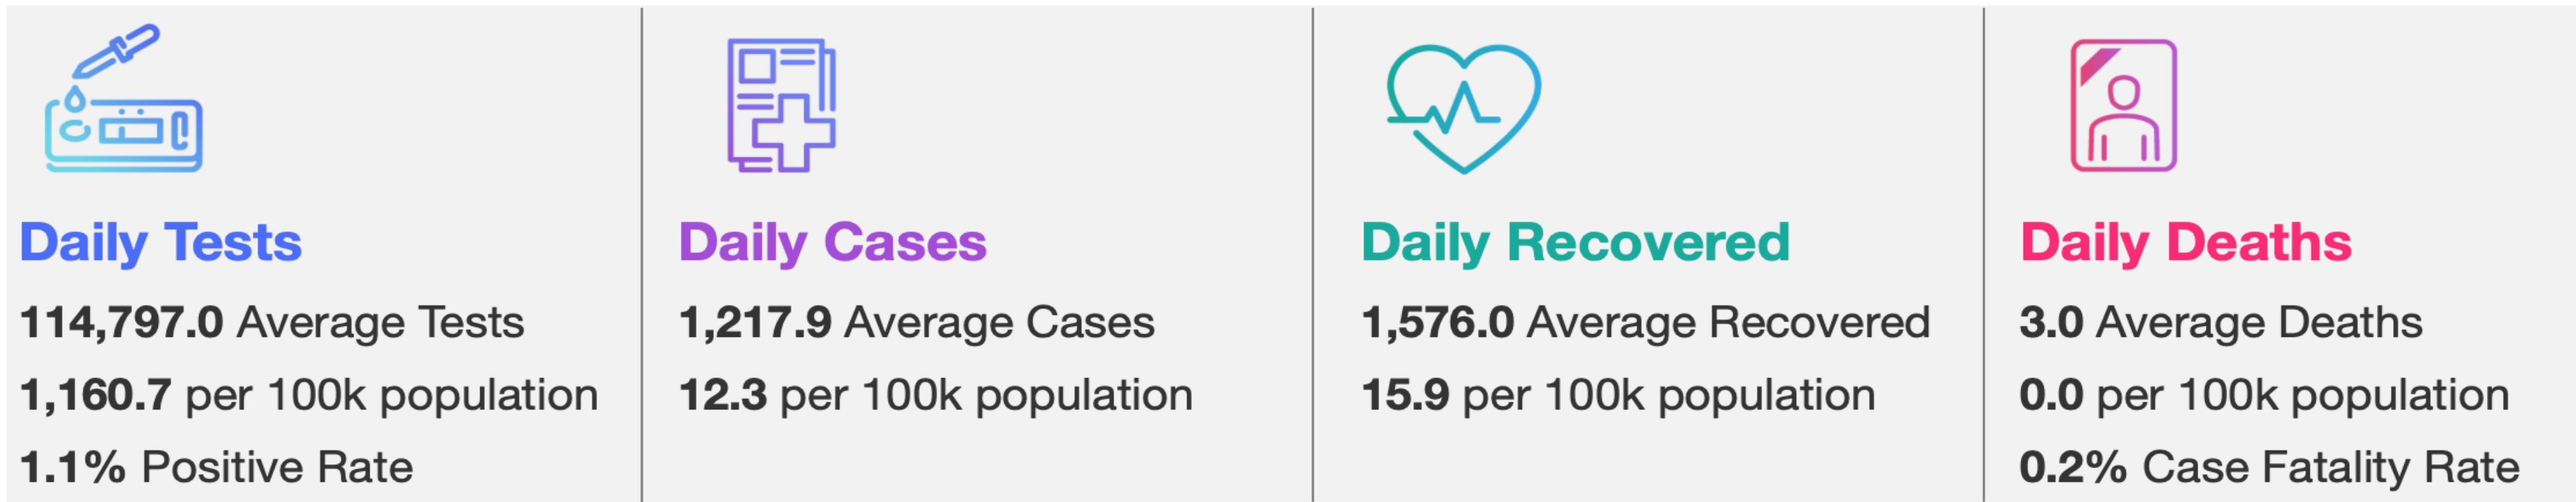 Daily Tests
114,797.0 Average Tests
1,160.7 per 100k population
1.1% Positive Rate
Daily Cases
1,217.9 Average Cases
12.3 per 100k population
Daily Recovered
1,576.0 Average Recovered
15.9 per 100k population
Daily Deaths
3.0 Average Deaths
0.0 per 100k population
0.2% Case Fatality Rate